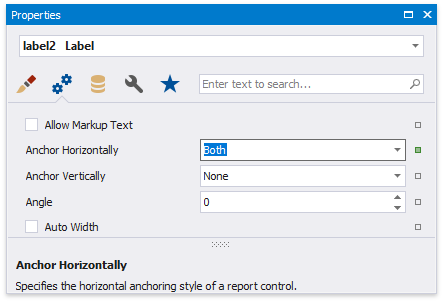 Properties
label2 Label
Enter text to search...
Allow Markup Text
Anchor Horizontally Both
Anchor Vertically None
Angle 0
Auto Width
Anchor Horizontally
Specifies the horizontal anchoring style of a report control.